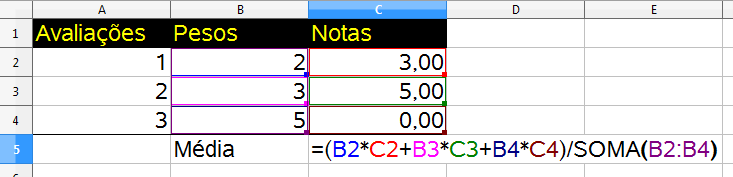 A B C D E
1 Avaliações Pesos Notas
2 1 2 3,00
3 2 3 5,00
4 3 5 0,00
5 Média =(B2*C2+B3*C3+B4*C4)/SOMA(B2:B4)